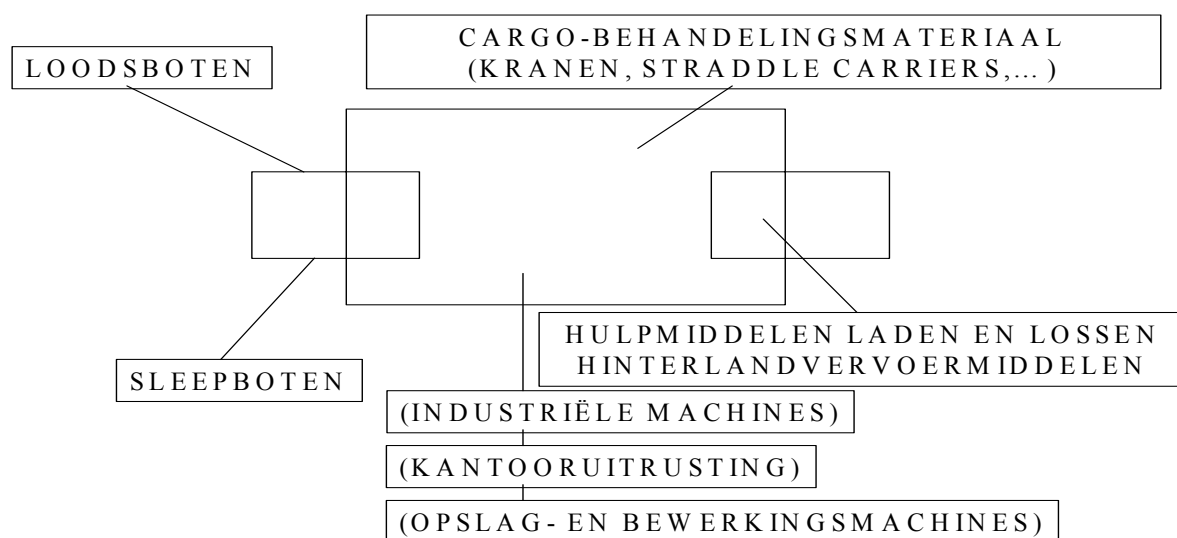 CARGO-BEHANDELINGSMATERIAAL
(KRANEN, STRADDLE CARRIERS,... )
LOODSBOTEN
HULPMIDDELEN LADEN EN LOSSEN
HINTERLANDVERVOERMIDDELEN
SLEEPBOTEN
(INDUSTRIËLE MACHINES)
(KANTOORUITRUSTING)
(OPSLAG- EN BEWERKINGSMACHINES)